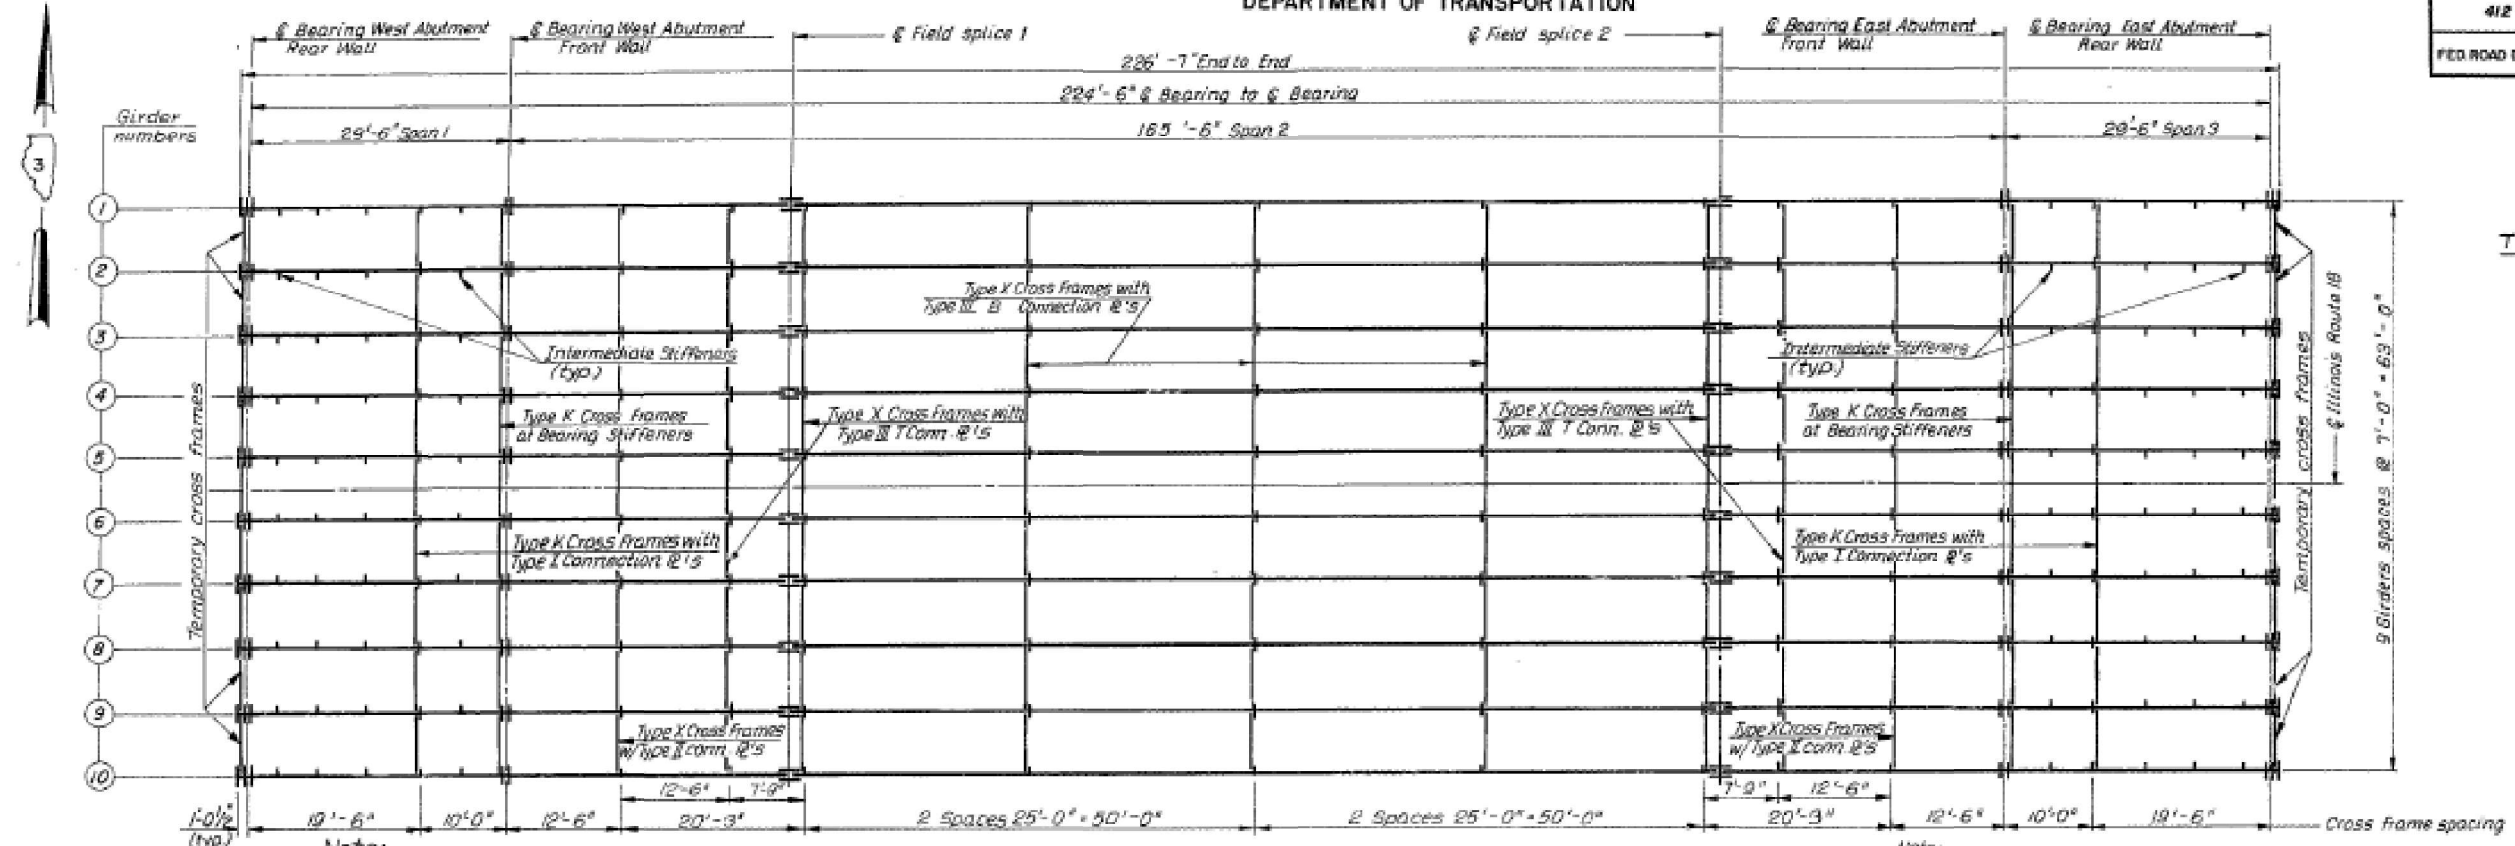 DEPARTMENT OF TRANSPORTATION
412
FED. ROAD
℄ Bearing West Abutment
Rear Wall
℄ Bearing West Abutment
Front Wall
℄ Field splice 1
℄ Field splice 2
℄ Bearing East Abutment
Front Wall
℄ Bearing East Abutment
Rear Wall
226'-7" End to End
224'-6" ℄ Bearing to ℄ Bearing
Girder
numbers
29'-6" Span 1
165'-6" Span 2
29'-6" Span 3
3
1
2
3
4
5
6
7
8
9
10
Type X Cross Frames with
Type III B Connection ℄'s
Intermediate Stiffeners
(typ.)
Intermediate Stiffeners
(typ.)
Type K Cross Frames
at Bearing Stiffeners
Type X Cross Frames with
Type III T Conn. ℄'s
Type X Cross Frames with
Type III T Conn. ℄'s
Type K Cross Frames
at Bearing Stiffeners
Temporary cross frames
Temporary cross frames
℄ Illinois Route 18
9 Girders spaces @ 7'-0" = 63'-0"
Type K Cross Frames with
Type I Connection ℄'s
Type K Cross Frames with
Type I Connection ℄'s
Type X Cross Frames
w/Type II conn. ℄'s
Type X Cross Frames
w/Type II conn. ℄'s
12'-6" 7'-9"
7'-9" 12'-6"
1'-0½"
(typ.)
19'-6" 10'-0" 12'-6" 20'-3" 2 Spaces 25'-0" = 50'-0" 2 Spaces 25'-0" = 50'-0" 20'-3" 12'-6" 10'-0" 19'-6" Cross frame spacing